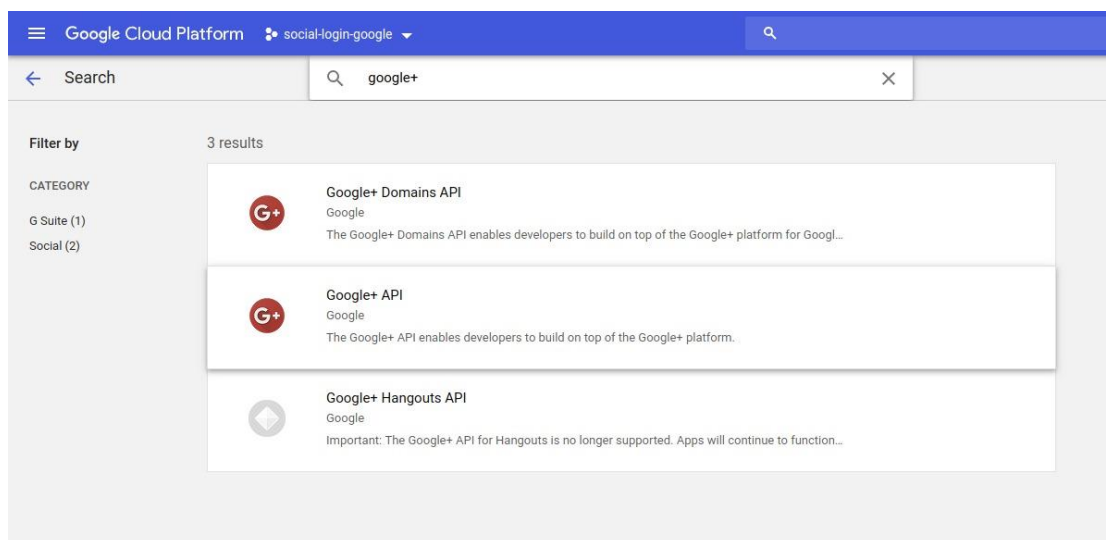 Google Cloud Platform social-login-google
Search google+
Filter by
3 results
CATEGORY
G Suite (1)
Social (2)
G+
Google+ Domains API
Google
The Google+ Domains API enables developers to build on top of the Google+ platform for Googl...
G+
Google+ API
Google
The Google+ API enables developers to build on top of the Google+ platform.
Google+ Hangouts API
Google
Important: The Google+ API for Hangouts is no longer supported. Apps will continue to function...